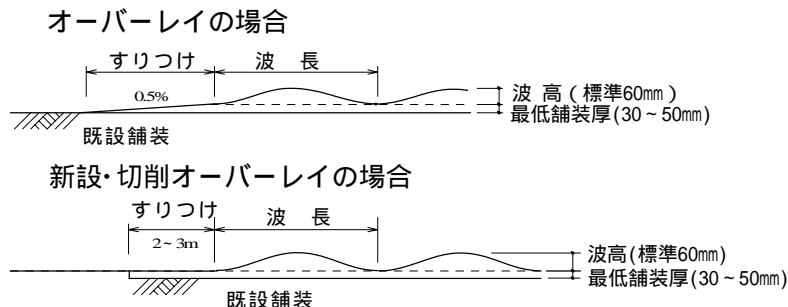 オーバーレイの場合
すりつけ
波 長
0.5%
波 高(標準60㎜)
最低舗装厚(30~50㎜)
既設舗装
新設・切削オーバーレイの場合
すりつけ
波 長
2~3m
波高(標準60㎜)
最低舗装厚(30~50㎜)
既設舗装